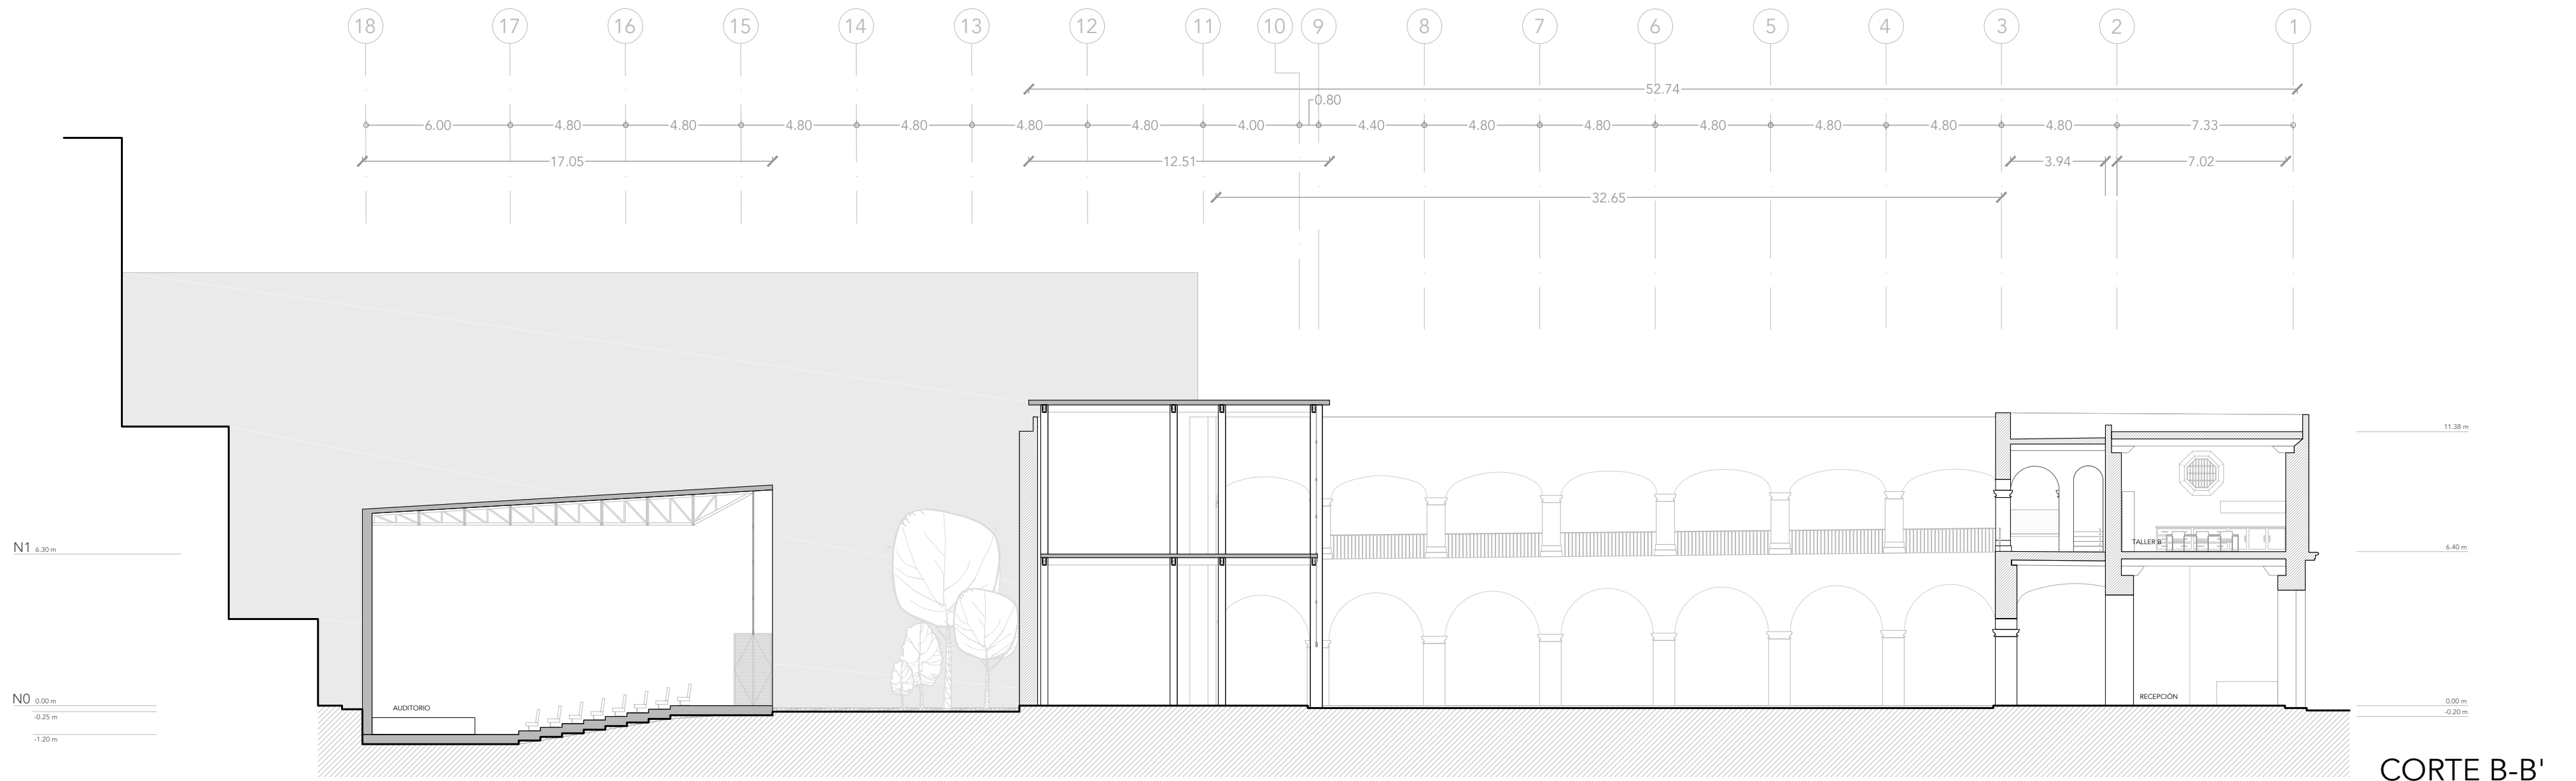 18 17 16 15 14 13 12 11 10 9 8 7 6 5 4 3 2 1
52.74
0.80
6.00 4.80 4.80 4.80 4.80 4.80 4.80 4.00 4.40 4.80 4.80 4.80 4.80 4.80 4.80 7.33
17.05 12.51 3.94 7.02
32.65
11.38 m
TALLER B
N1 6.30 m
6.40 m
RECEPCIÓN
N0 0.00 m
0.00 m
AUDITORIO
-0.25 m
-0.20 m
-1.20 m
CORTE B-B'